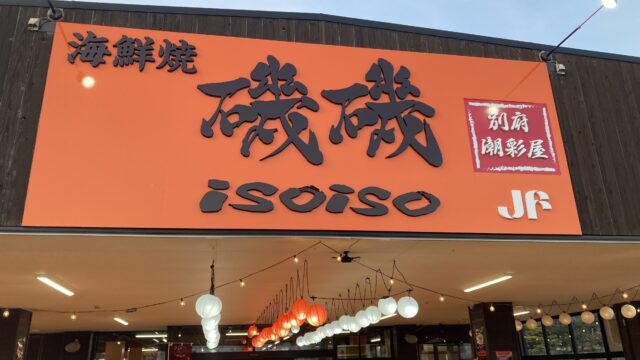 海鮮焼
磯磯
isoiso
別府
潮彩屋
JF